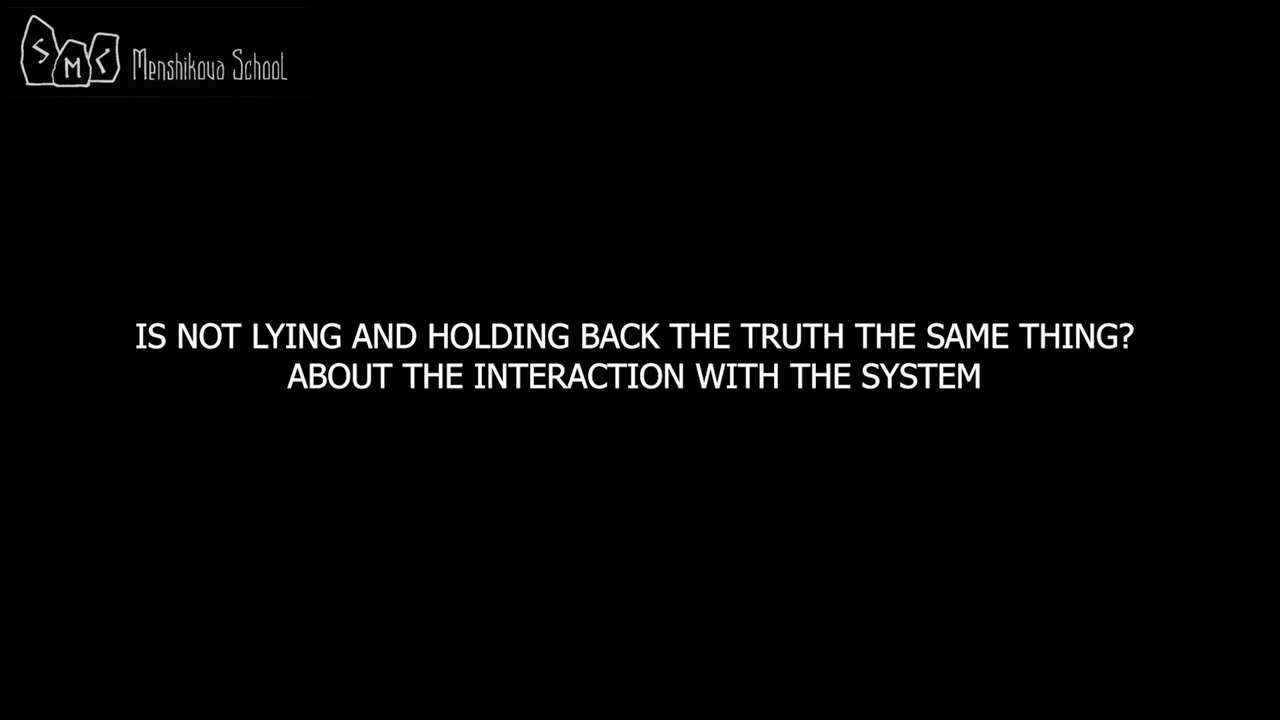 SMC Menshikova School
IS NOT LYING AND HOLDING BACK THE TRUTH THE SAME THING?
ABOUT THE INTERACTION WITH THE SYSTEM